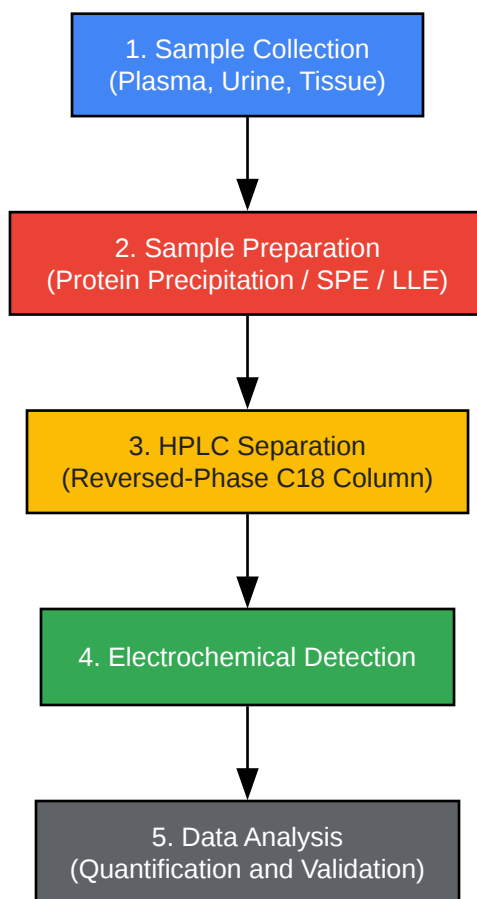 1. Sample Collection
(Plasma, Urine, Tissue)
2. Sample Preparation
(Protein Precipitation / SPE / LLE)
3. HPLC Separation
(Reversed-Phase C18 Column)
4. Electrochemical Detection
5. Data Analysis
(Quantification and Validation)